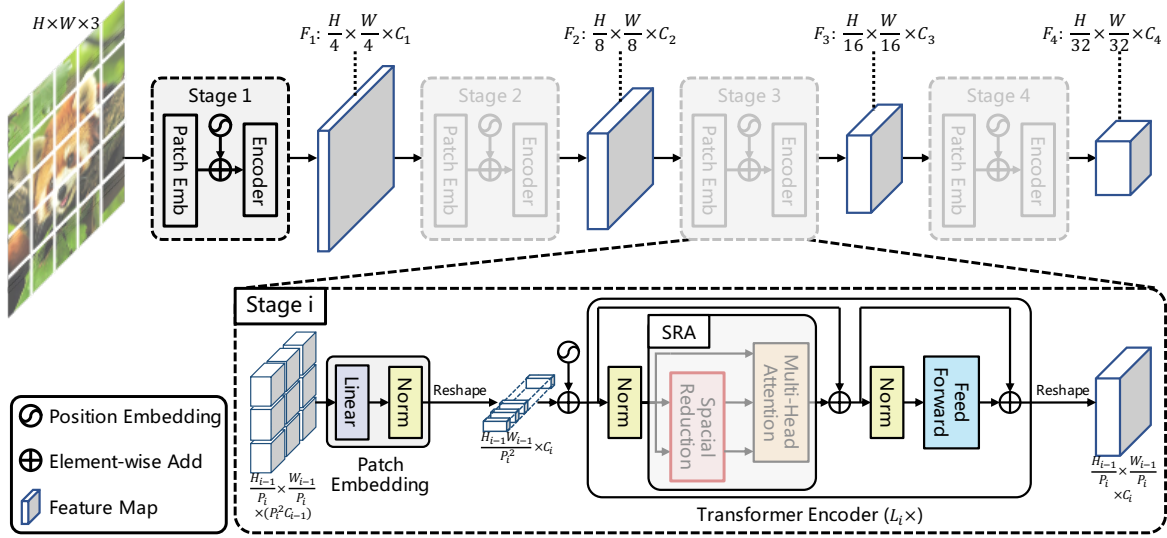 H×W×3
F₁: H/4 × W/4 ×C₁
F₂: H/8 × W/8 ×C₂
F₃: H/16 × W/16 ×C₃
F₄: H/32 × W/32 ×C₄
Stage 1
Patch Emb
Encoder
Stage 2
Patch Emb
Encoder
Stage 3
Patch Emb
Encoder
Stage 4
Patch Emb
Encoder
Stage i
Linear
Norm
Patch
Embedding
Reshape
Norm
SRA
Spacial
Reduction
Multi-Head
Attention
Norm
Feed
Forward
Reshape
Hᵢ₋₁/Pᵢ × Wᵢ₋₁/Pᵢ
×(Pᵢ²Cᵢ₋₁)
Hᵢ₋₁Wᵢ₋₁/Pᵢ² ×Cᵢ
Hᵢ₋₁/Pᵢ × Wᵢ₋₁/Pᵢ
×Cᵢ
Transformer Encoder (Lᵢ×)
Position Embedding
Element-wise Add
Feature Map